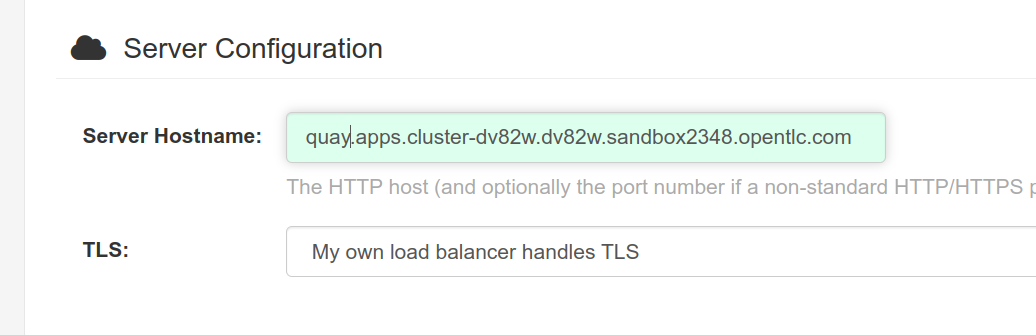 Server Configuration
Server Hostname:
quay.apps.cluster-dv82w.dv82w.sandbox2348.opentlc.com
The HTTP host (and optionally the port number if a non-standard HTTP/HTTPS
TLS:
My own load balancer handles TLS